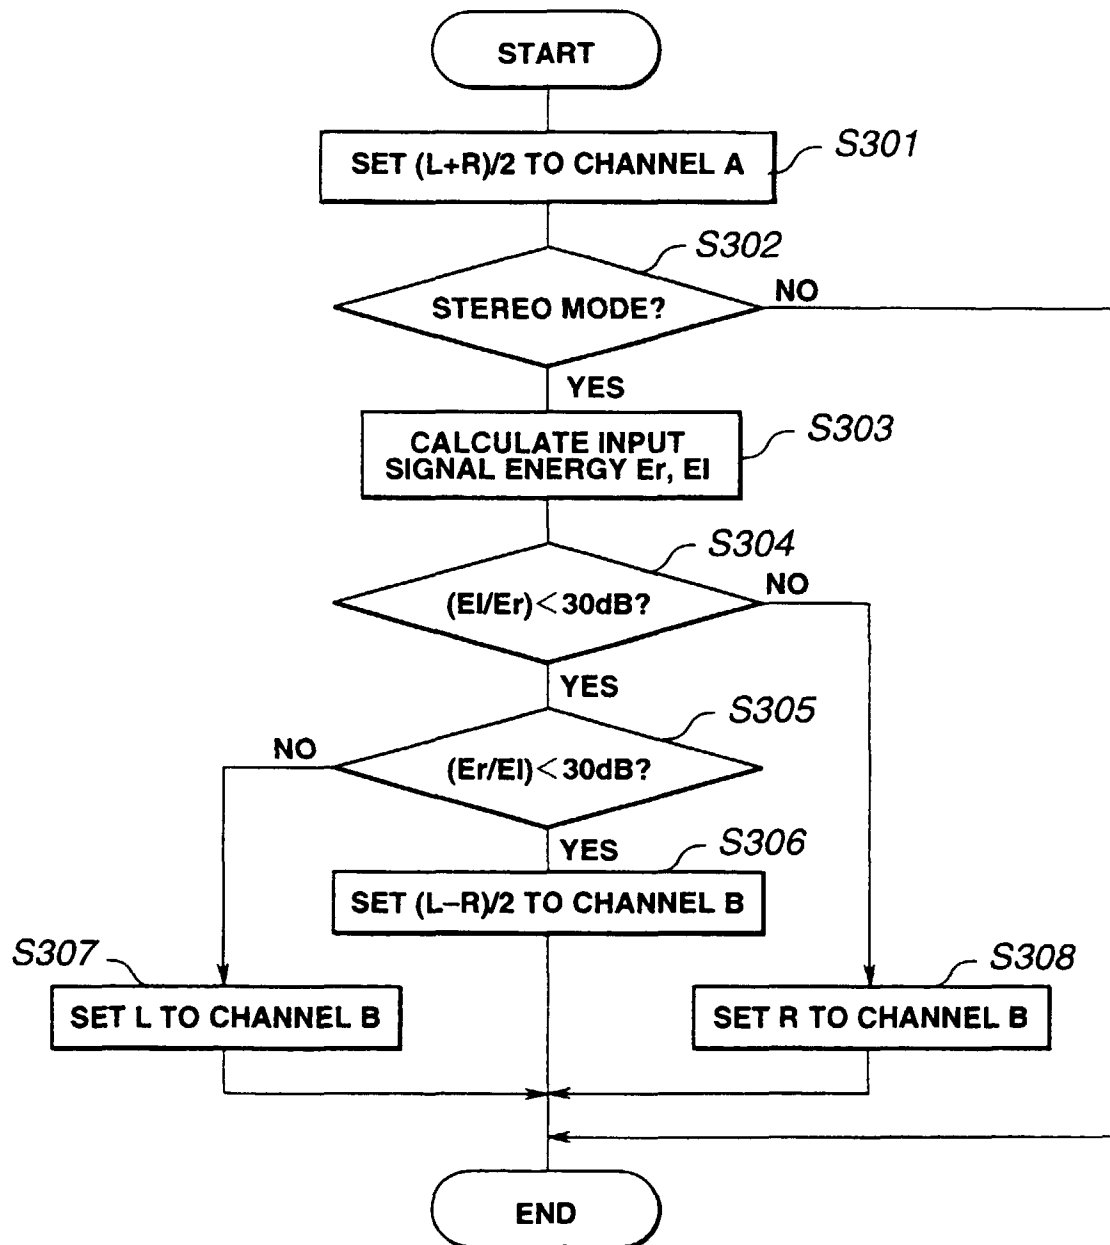 START
SET (L+R)/2 TO CHANNEL A
S301
S302
STEREO MODE?
NO
YES
CALCULATE INPUT
SIGNAL ENERGY Er, El
S303
S304
(El/Er)<30dB?
NO
YES
S305
NO
(Er/El)<30dB?
YES
S306
SET (L–R)/2 TO CHANNEL B
S307
SET L TO CHANNEL B
S308
SET R TO CHANNEL B
END